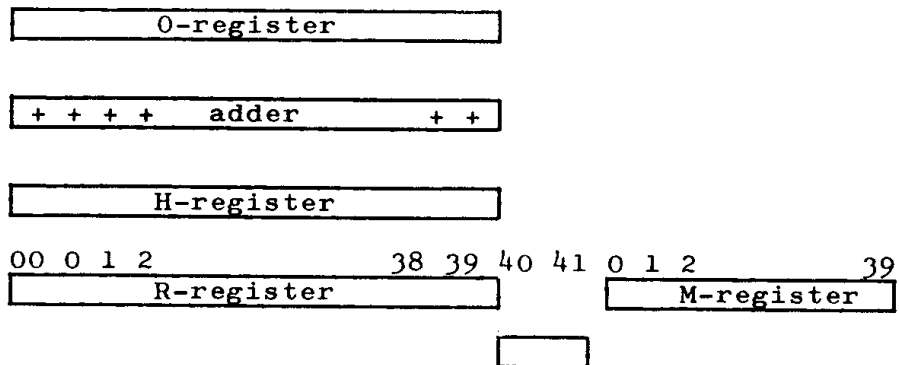 O-register
+ + + + adder + +
H-register
00 0 1 2 38 39 40 41 0 1 2 39
R-register M-register